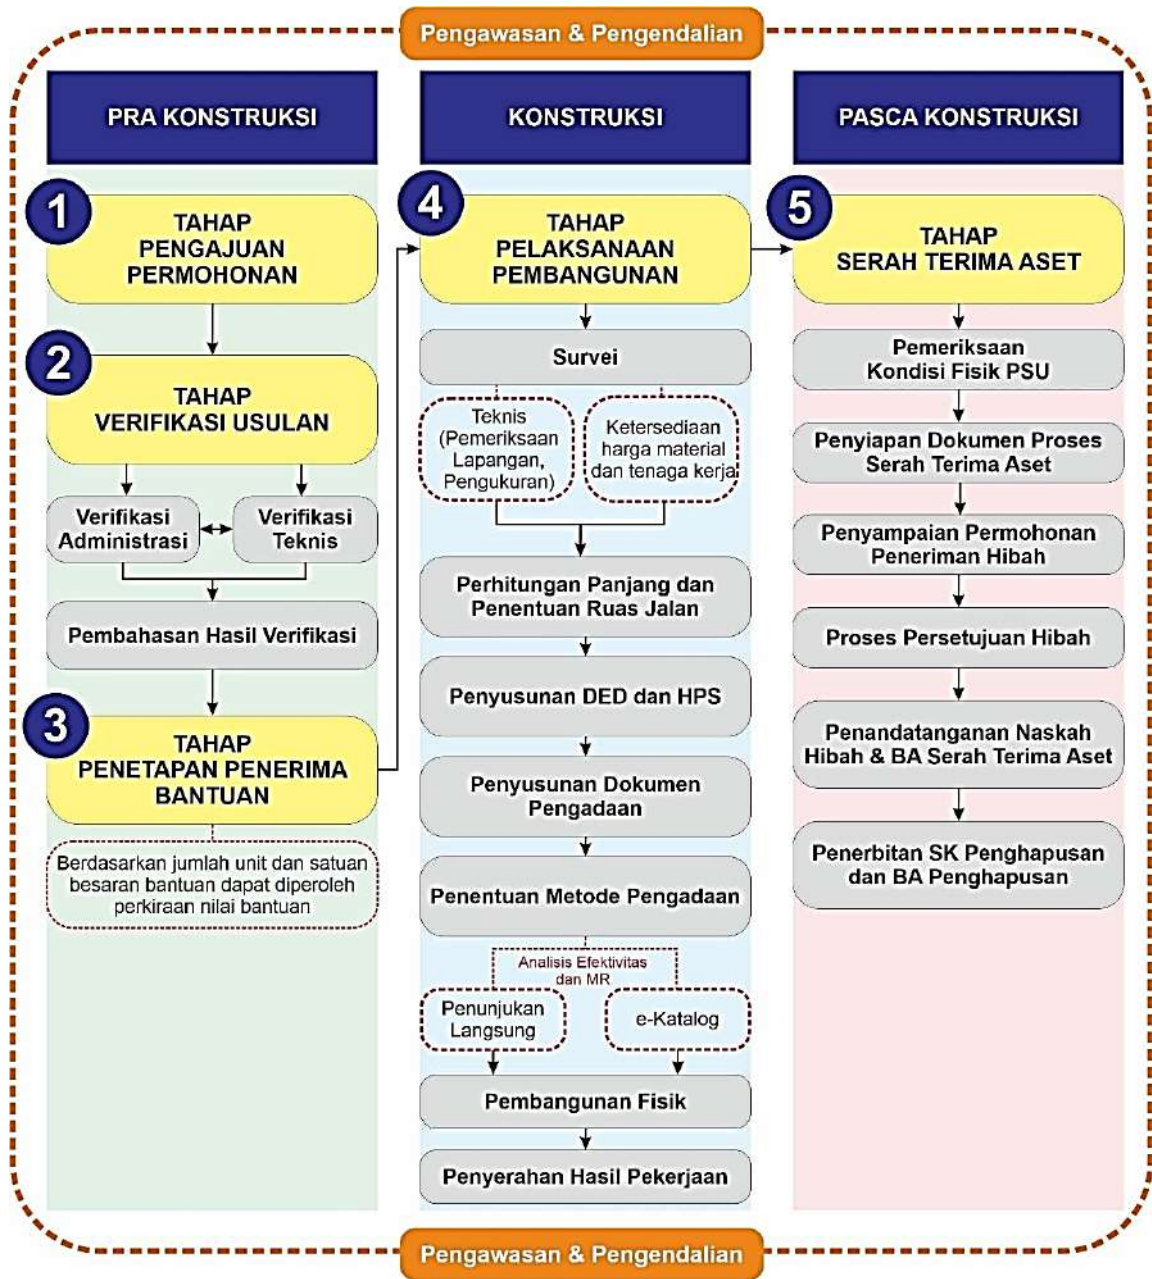 Pengawasan & Pengendalian
PRA KONSTRUKSI
1
TAHAP
PENGAJUAN
PERMOHONAN
2
TAHAP
VERIFIKASI USULAN
Verifikasi
Administrasi
Verifikasi
Teknis
Pembahasan Hasil Verifikasi
3
TAHAP
PENETAPAN PENERIMA
BANTUAN
Berdasarkan jumlah unit dan satuan
besaran bantuan dapat diperoleh
perkiraan nilai bantuan
KONSTRUKSI
4
TAHAP
PELAKSANAAN
PEMBANGUNAN
Survei
Teknis
(Pemeriksaan
Lapangan,
Pengukuran)
Ketersediaan
harga material
dan tenaga kerja
Perhitungan Panjang dan
Penentuan Ruas Jalan
Penyusunan DED dan HPS
Penyusunan Dokumen
Pengadaan
Penentuan Metode Pengadaan
Analisis Efektivitas
dan MR
Penunjukan
Langsung
e-Katalog
Pembangunan Fisik
Penyerahan Hasil Pekerjaan
PASCA KONSTRUKSI
5
TAHAP
SERAH TERIMA ASET
Pemeriksaan
Kondisi Fisik PSU
Penyiapan Dokumen Proses
Serah Terima Aset
Penyampaian Permohonan
Peneriman Hibah
Proses Persetujuan Hibah
Penandatanganan Naskah
Hibah & BA Serah Terima Aset
Penerbitan SK Penghapusan
dan BA Penghapusan
Pengawasan & Pengendalian